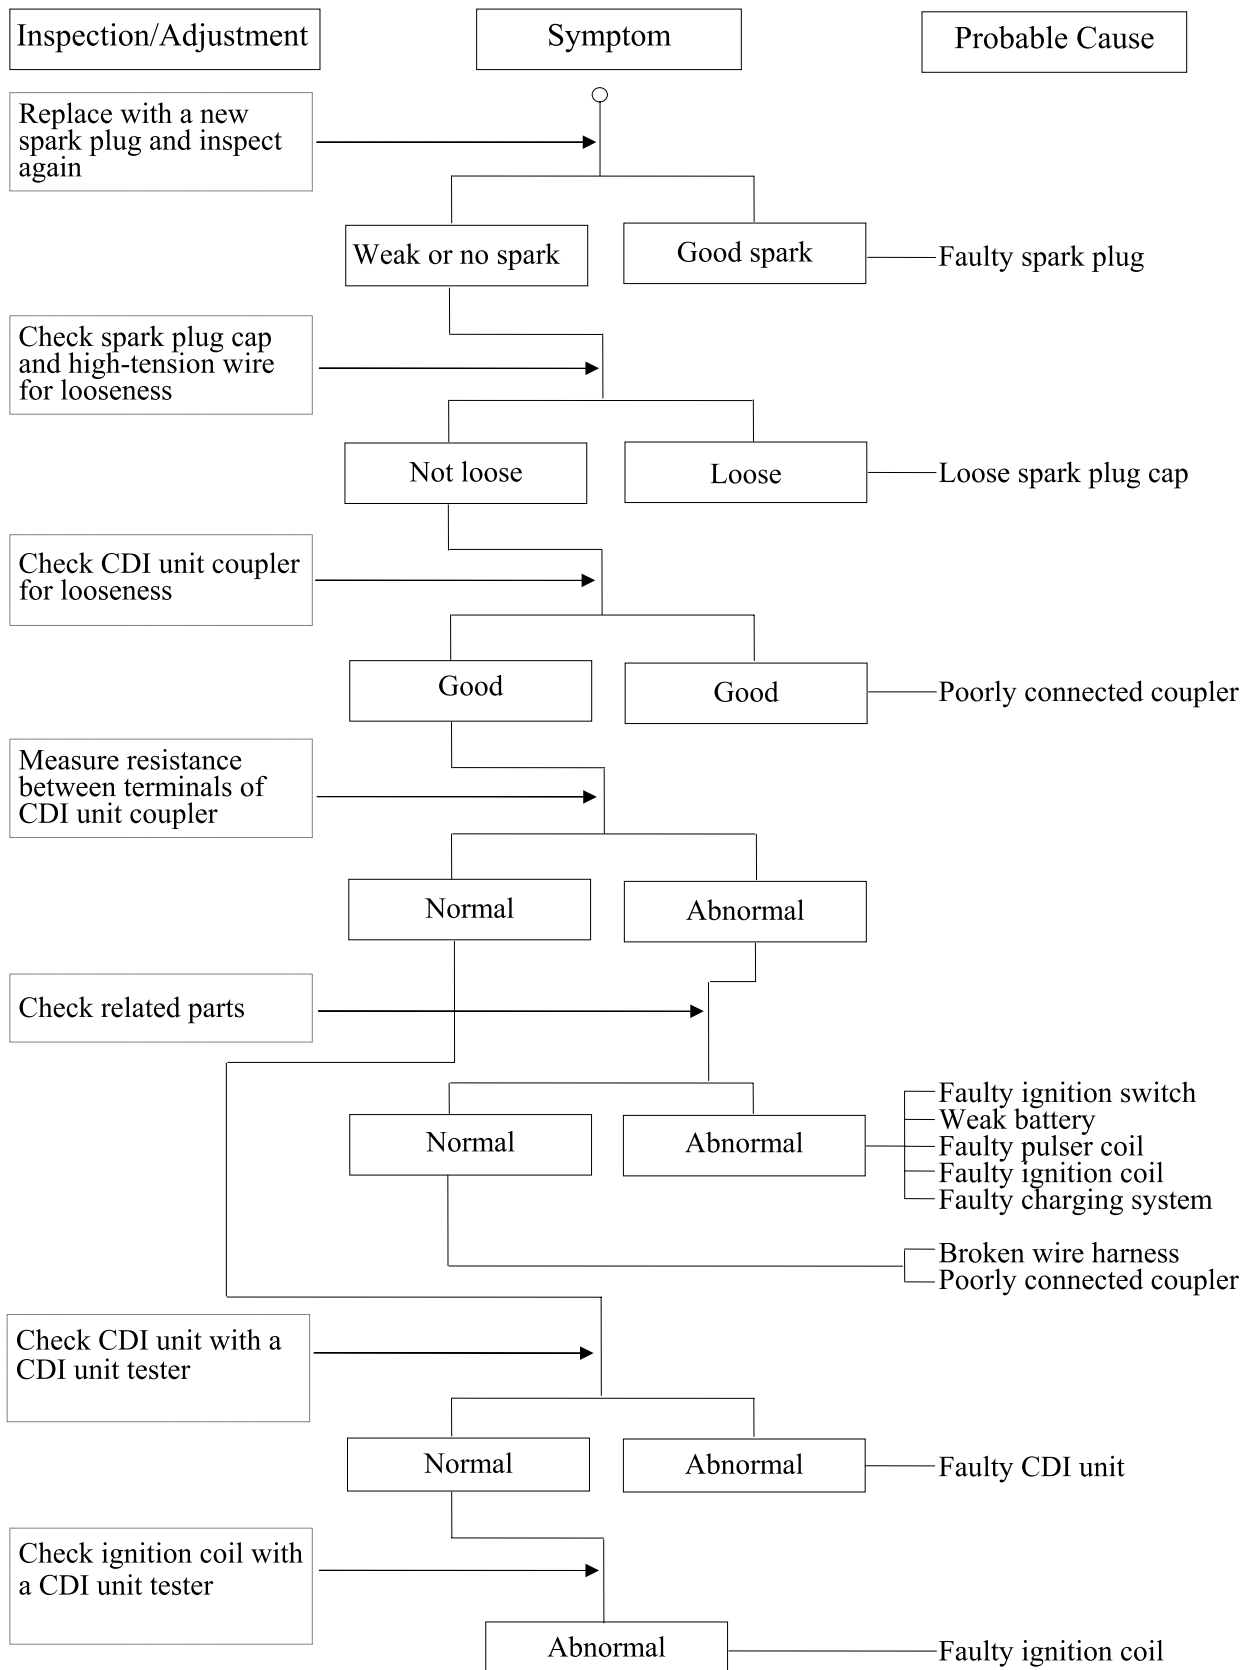 Inspection/Adjustment
Symptom
Probable Cause
Replace with a new
spark plug and inspect
again
Weak or no spark
Good spark
Faulty spark plug
Check spark plug cap
and high-tension wire
for looseness
Not loose
Loose
Loose spark plug cap
Check CDI unit coupler
for looseness
Good
Good
Poorly connected coupler
Measure resistance
between terminals of
CDI unit coupler
Normal
Abnormal
Check related parts
Normal
Abnormal
Faulty ignition switch
Weak battery
Faulty pulser coil
Faulty ignition coil
Faulty charging system
Broken wire harness
Poorly connected coupler
Check CDI unit with a
CDI unit tester
Normal
Abnormal
Faulty CDI unit
Check ignition coil with
a CDI unit tester
Abnormal
Faulty ignition coil